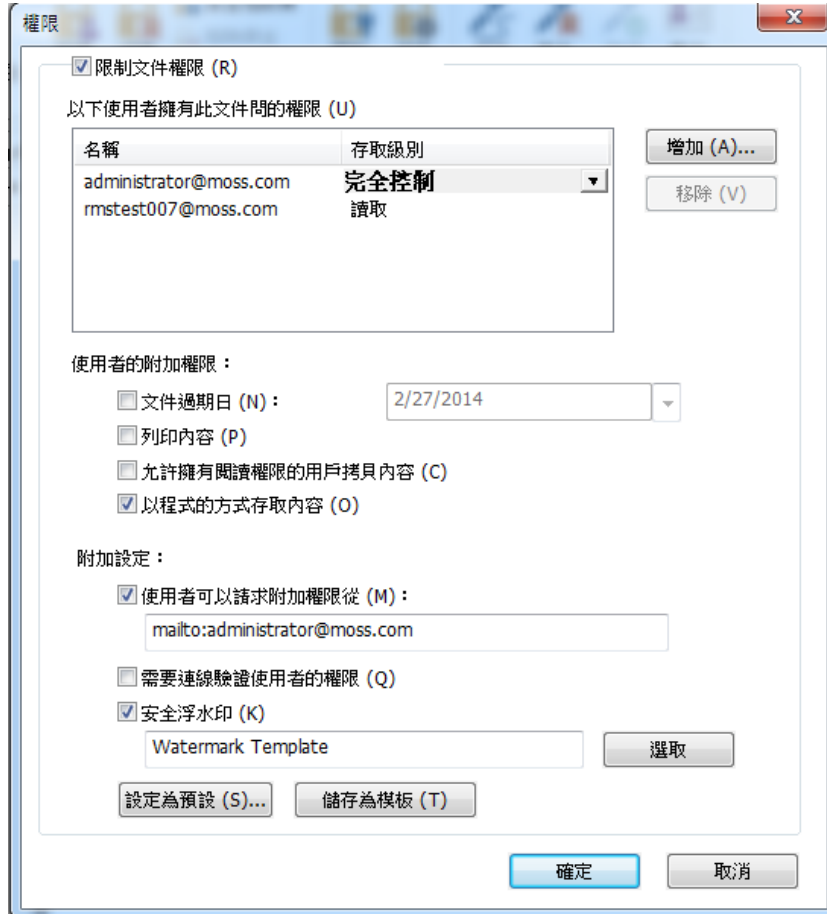 權限
限制文件權限 (R)
以下使用者擁有此文件問的權限 (U)
名稱 存取級別
增加 (A)...
administrator@moss.com 完全控制
移除 (V)
rmstest007@moss.com 讀取
使用者的附加權限：
文件過期日 (N)： 2/27/2014
列印內容 (P)
允許擁有閱讀權限的用戶拷貝內容 (C)
以程式的方式存取內容 (O)
附加設定：
使用者可以請求附加權限從 (M)：
mailto:administrator@moss.com
需要連線驗證使用者的權限 (Q)
安全浮水印 (K)
Watermark Template 選取
設定為預設 (S)... 儲存為模板 (T)
確定 取消